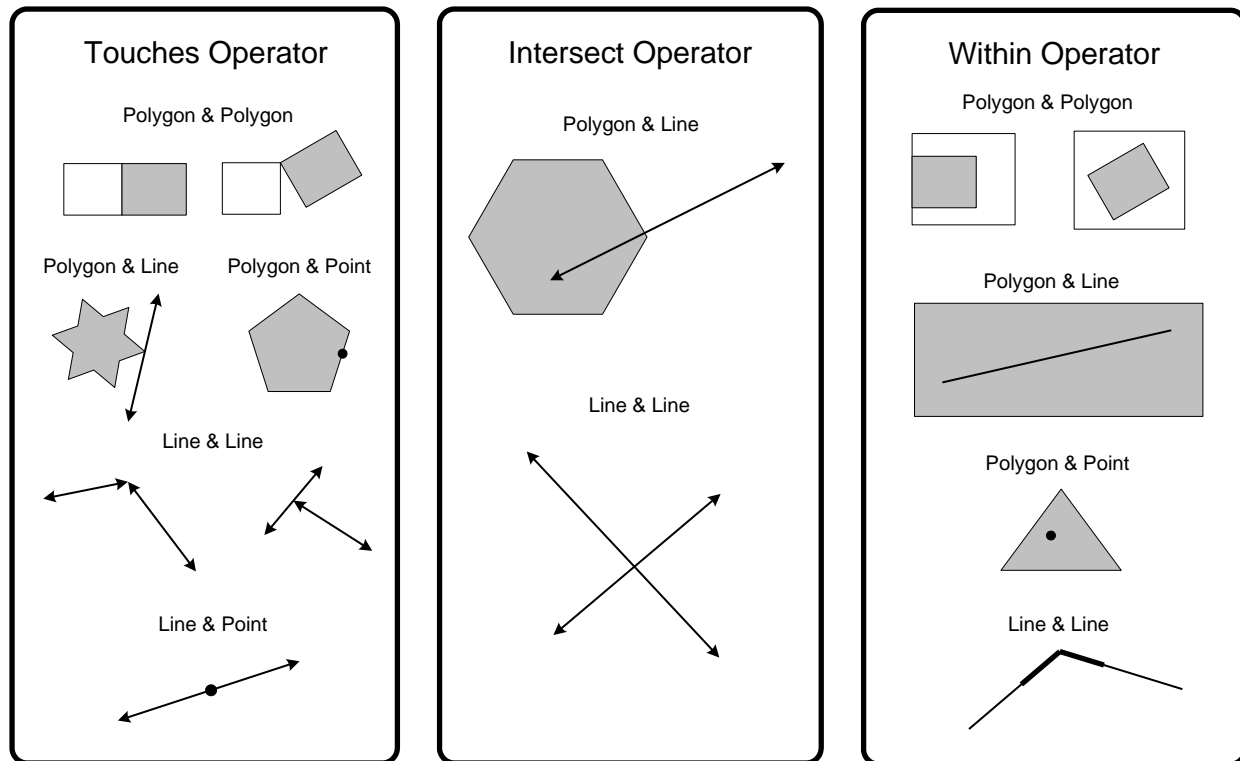 Touches Operator
Polygon & Polygon
Polygon & Line
Polygon & Point
Line & Line
Line & Point
Intersect Operator
Polygon & Line
Line & Line
Within Operator
Polygon & Polygon
Polygon & Line
Polygon & Point
Line & Line